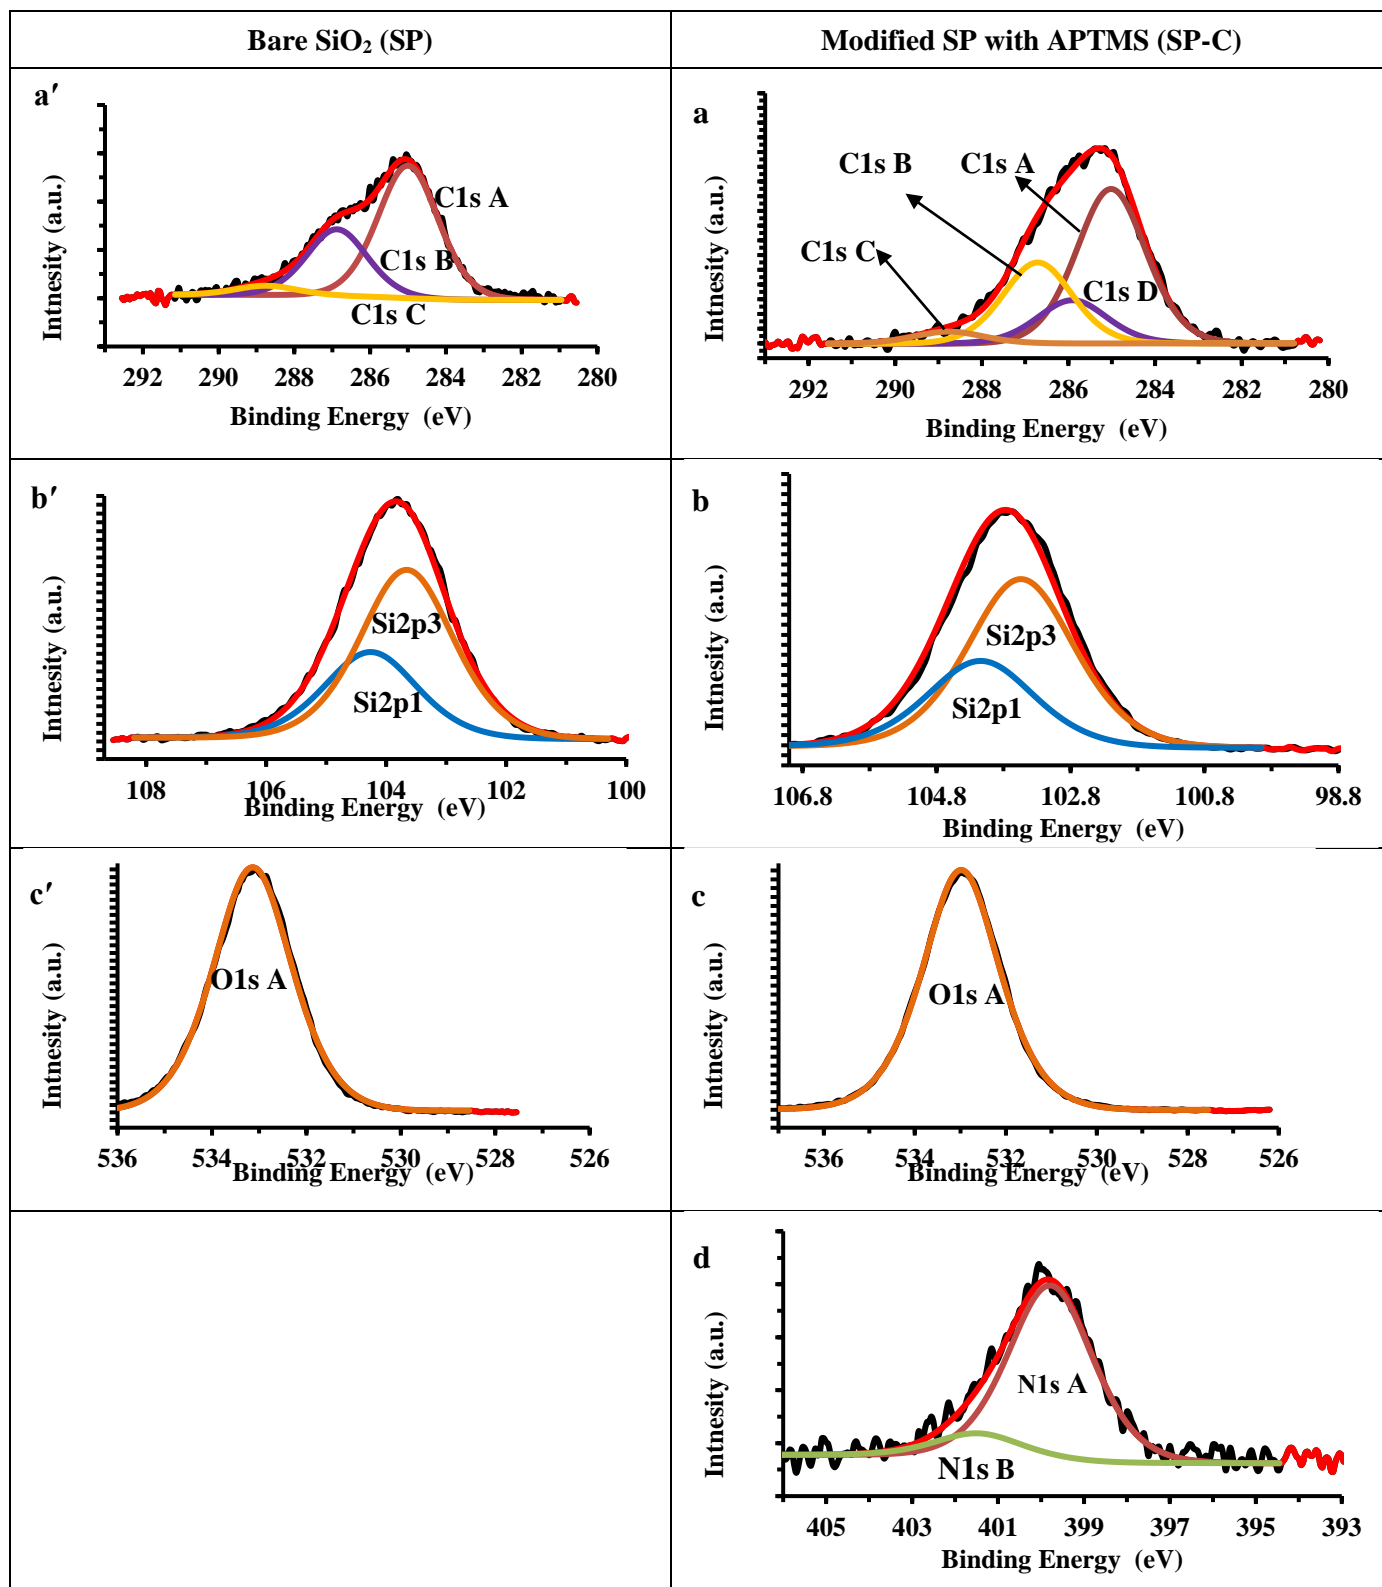 Bare SiO₂ (SP)
Modified SP with APTMS (SP-C)
a′
Intnesity (a.u.)
C1s A
C1s B
C1s C
292 290 288 286 284 282 280
Binding Energy (eV)
a
Intnesity (a.u.)
C1s B
C1s A
C1s C
C1s D
292 290 288 286 284 282 280
Binding Energy (eV)
b′
Intnesity (a.u.)
Si2p3
Si2p1
108 106 104 102 100
Binding Energy (eV)
b
Intnesity (a.u.)
Si2p3
Si2p1
106.8 104.8 102.8 100.8 98.8
Binding Energy (eV)
c′
Intnesity (a.u.)
O1s A
536 534 532 530 528 526
Binding Energy (eV)
c
Intnesity (a.u.)
O1s A
536 534 532 530 528 526
Binding Energy (eV)
d
Intnesity (a.u.)
N1s A
N1s B
405 403 401 399 397 395 393
Binding Energy (eV)